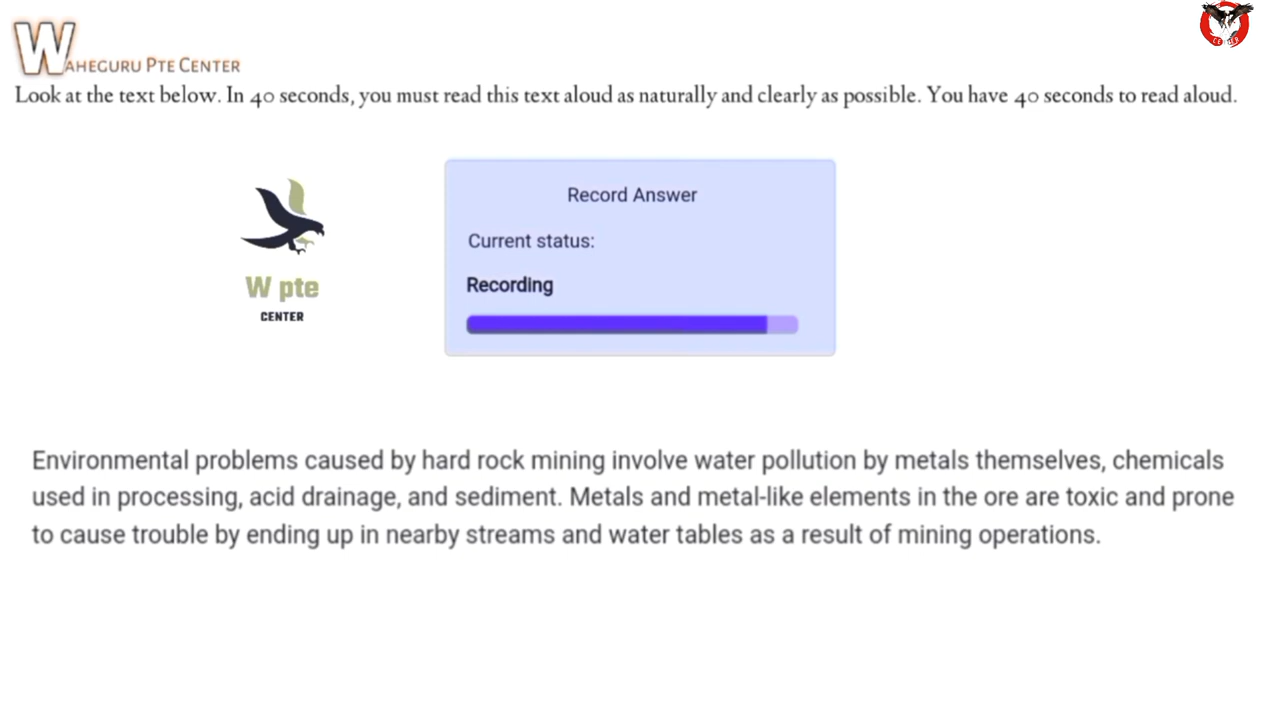 WAHEGURU PTE CENTER
Look at the text below. In 40 seconds, you must read this text aloud as naturally and clearly as possible. You have 40 seconds to read aloud.
W pte
CENTER
Record Answer
Current status:
Recording
Environmental problems caused by hard rock mining involve water pollution by metals themselves, chemicals
used in processing, acid drainage, and sediment. Metals and metal-like elements in the ore are toxic and prone
to cause trouble by ending up in nearby streams and water tables as a result of mining operations.